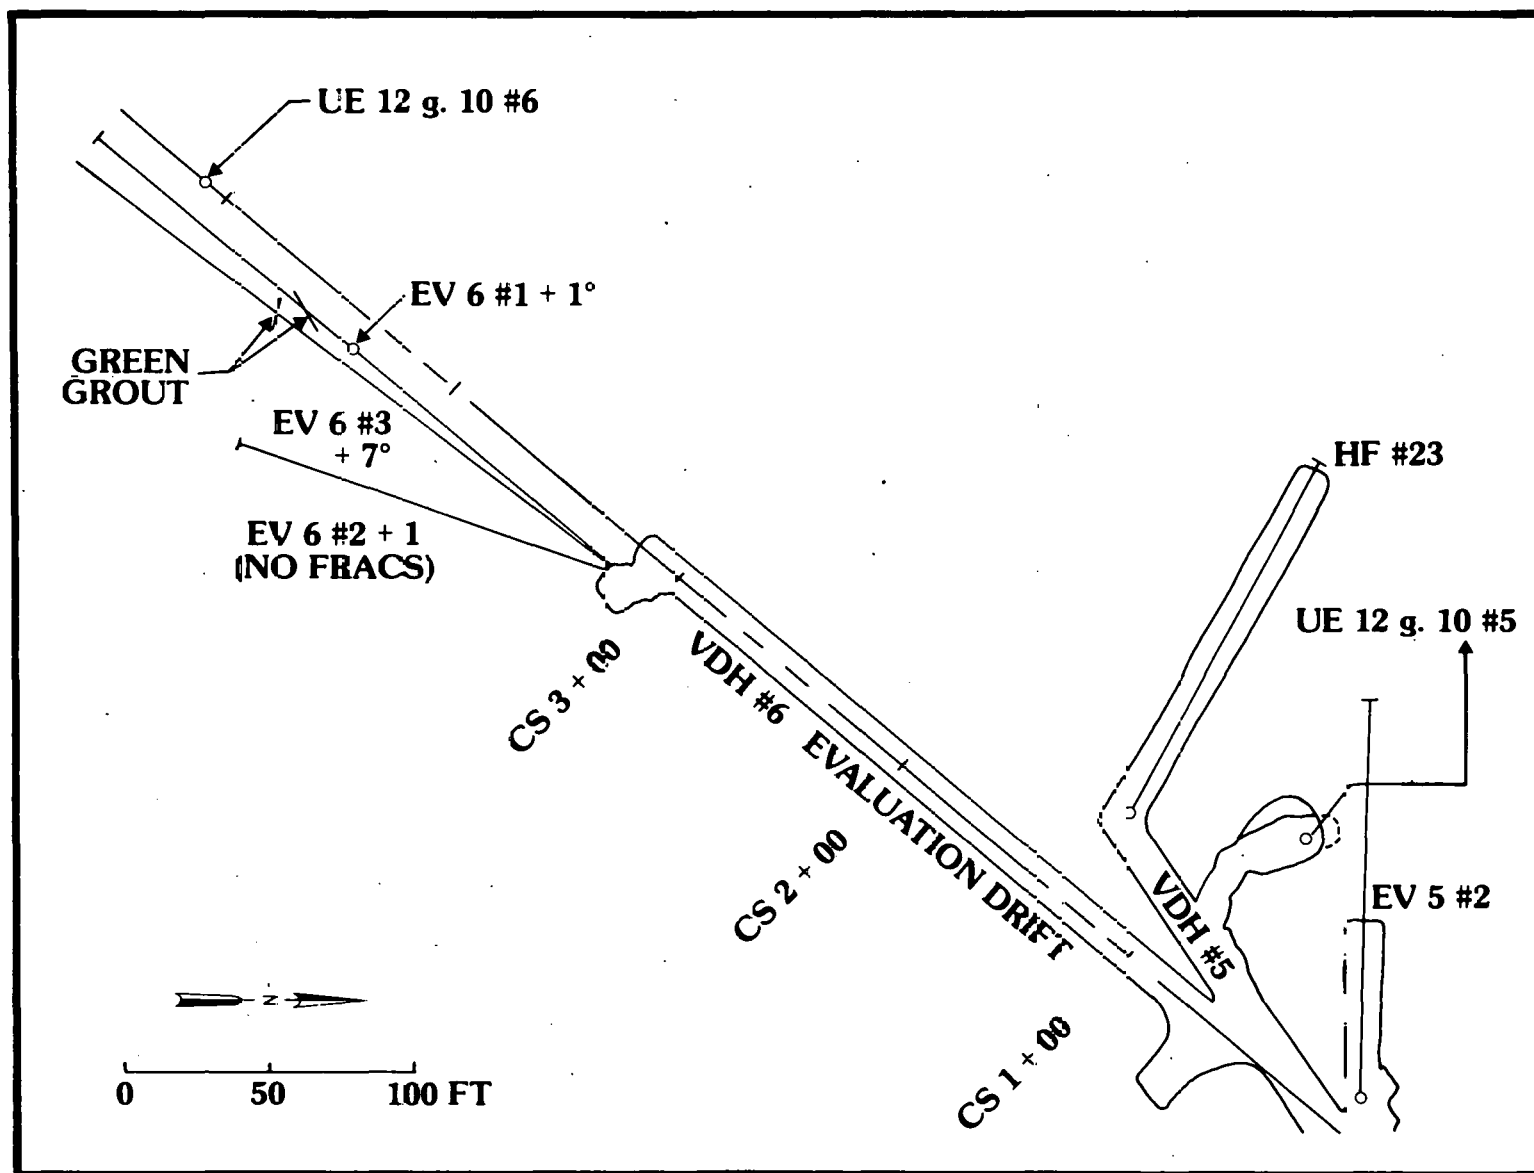 UE 12 g. 10 #6
EV 6 #1 + 1°
GREEN
GROUT
EV 6 #3
+ 7°
EV 6 #2 + 1
(NO FRACS)
HF #23
UE 12 g. 10 #5
CS 3 + 00
VDH #6 EVALUATION DRIFT
CS 2 + 00
VDH #5
EV 5 #2
CS 1 + 00
N
0 50 100 FT